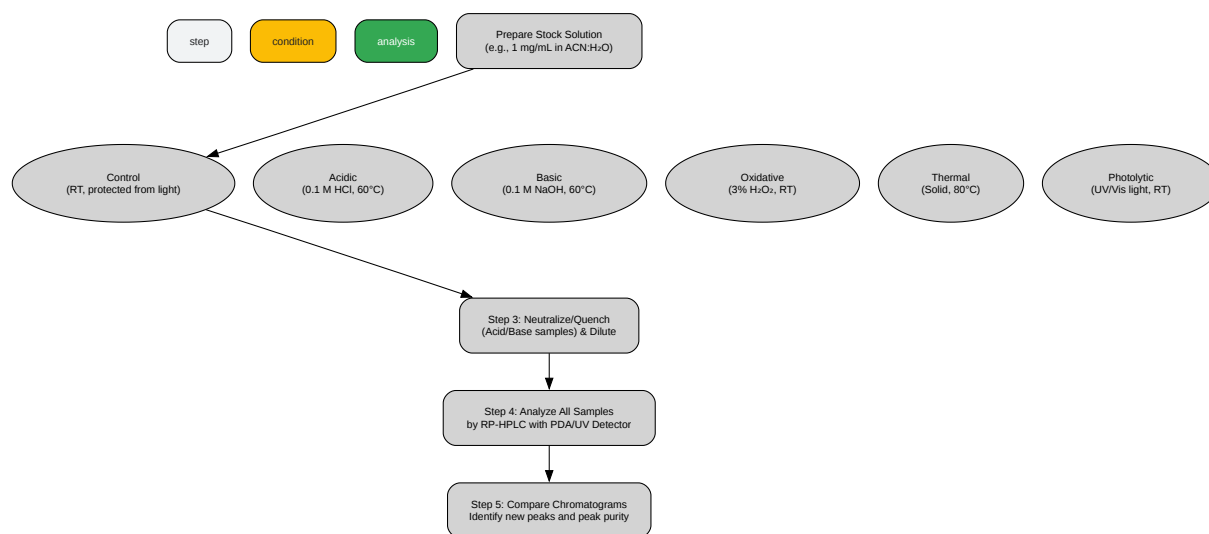 step
condition
analysis
Prepare Stock Solution
(e.g., 1 mg/mL in ACN:H₂O)
Control
(RT, protected from light)
Acidic
(0.1 M HCl, 60°C)
Basic
(0.1 M NaOH, 60°C)
Oxidative
(3% H₂O₂, RT)
Thermal
(Solid, 80°C)
Photolytic
(UV/Vis light, RT)
Step 3: Neutralize/Quench
(Acid/Base samples) & Dilute
Step 4: Analyze All Samples
by RP-HPLC with PDA/UV Detector
Step 5: Compare Chromatograms
Identify new peaks and peak purity